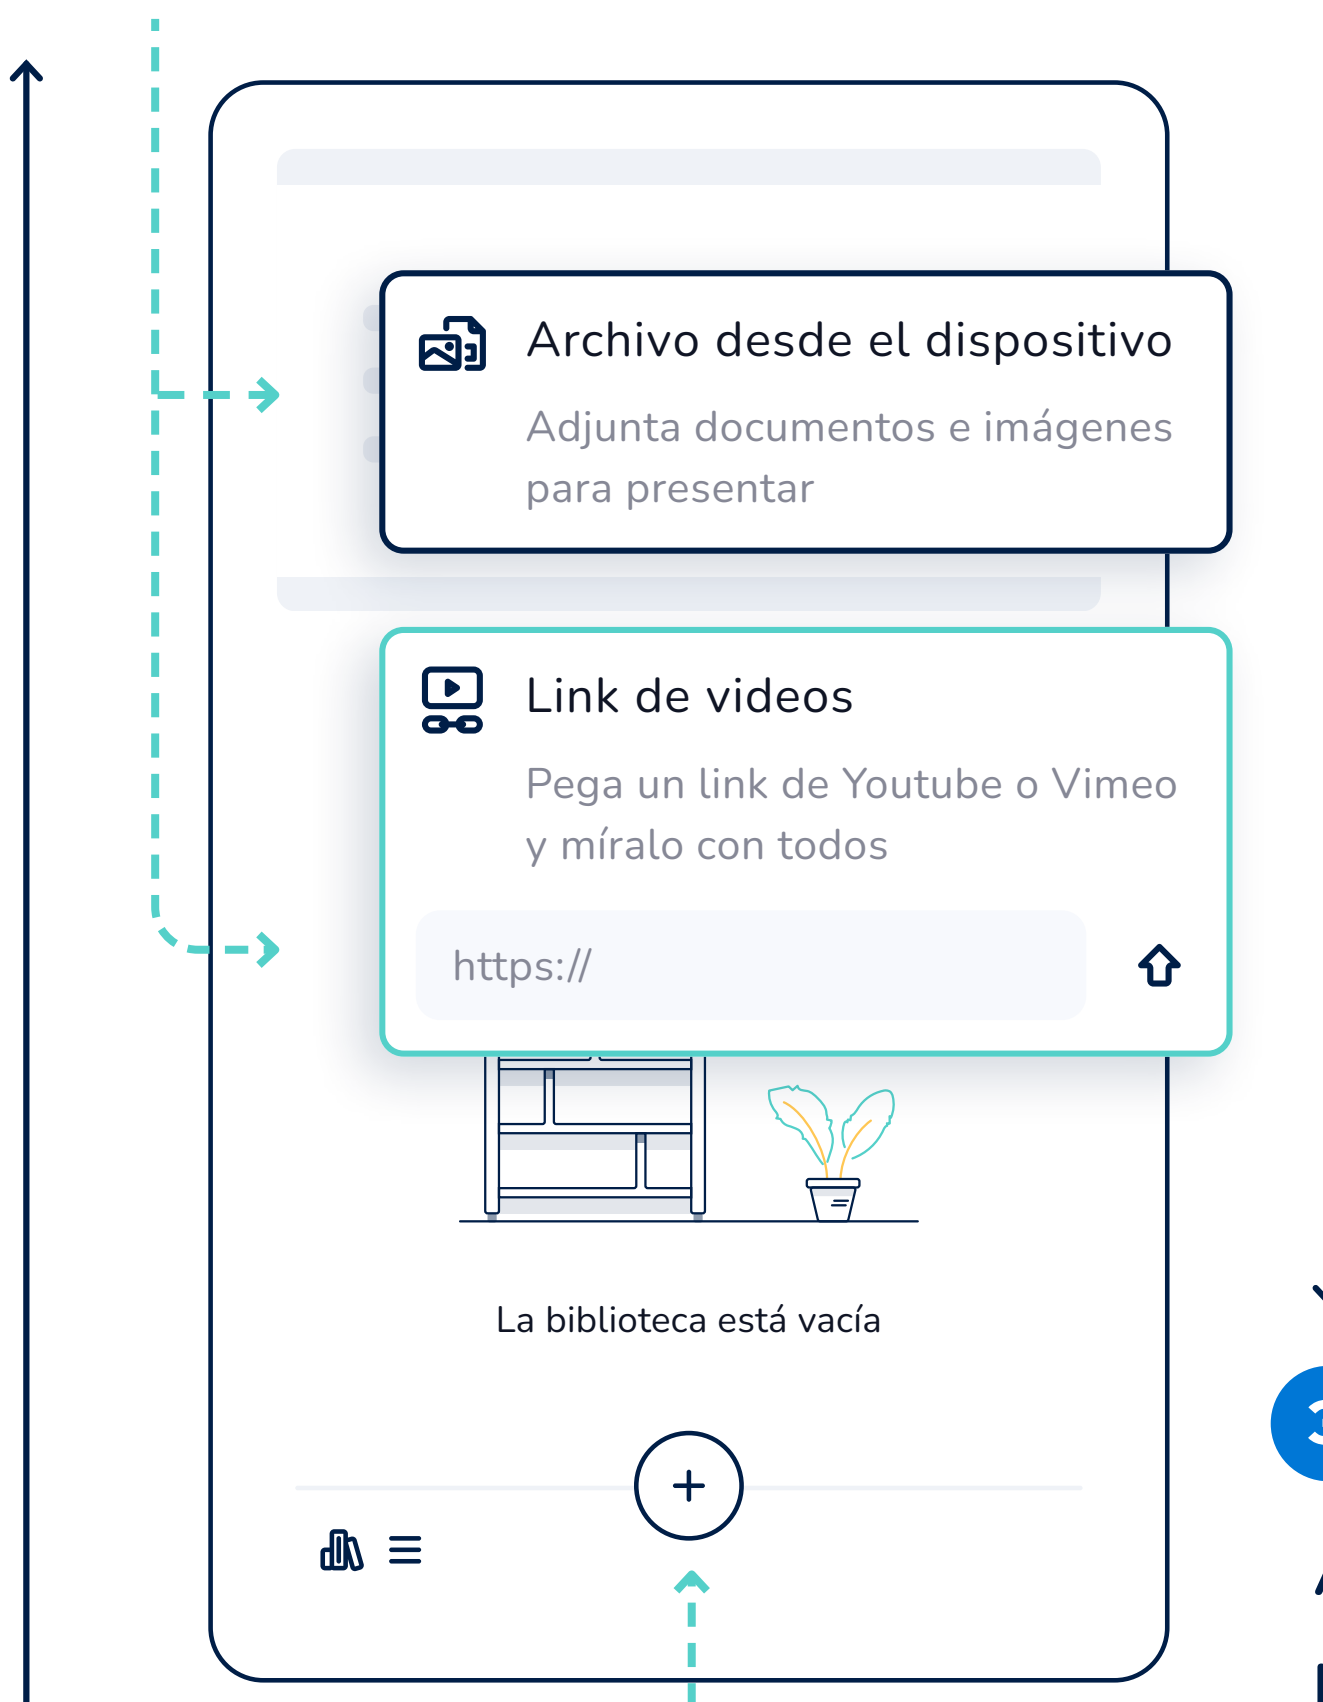 Archivo desde el dispositivo
Adjunta documentos e imágenes
para presentar
Link de videos
Pega un link de Youtube o Vimeo
y míralo con todos
https://
La biblioteca está vacía